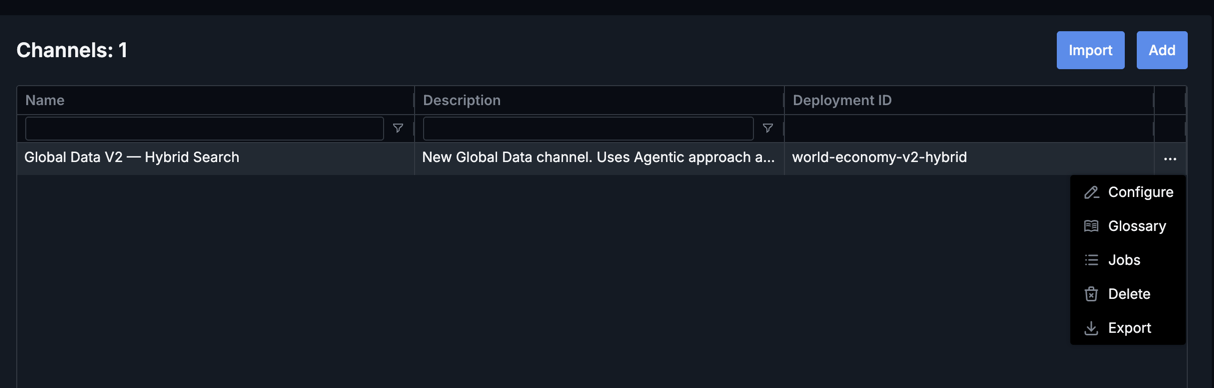 Channels: 1
Import
Add
Name
Description
Deployment ID
Global Data V2 — Hybrid Search
New Global Data channel. Uses Agentic approach a...
world-economy-v2-hybrid
...
Configure
Glossary
Jobs
Delete
Export